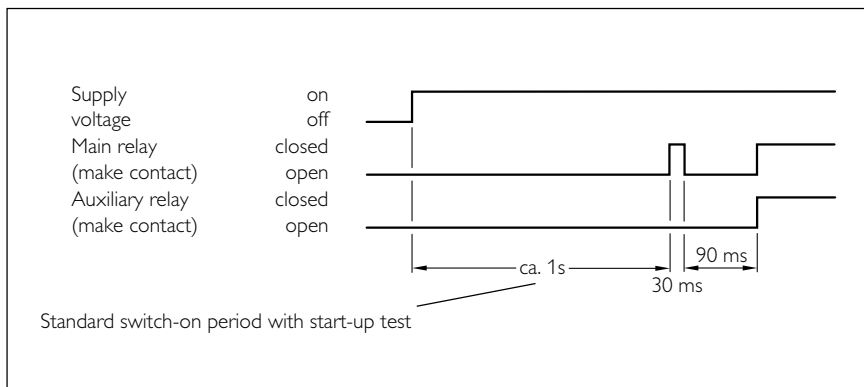 Supply on
voltage off
Main relay closed
(make contact) open
Auxiliary relay closed
(make contact) open
ca. 1s
90 ms
30 ms
Standard switch-on period with start-up test